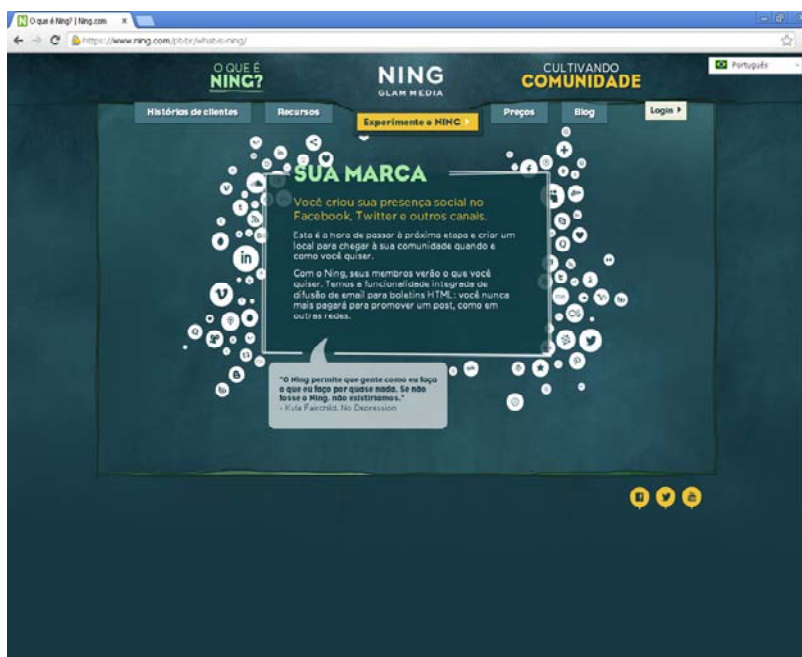 O que é Ning? | Ning.com
https://www.ning.com/pt-br/what-is-ning/
O QUE É
NING?
NING
GLAM MEDIA
CULTIVANDO
COMUNIDADE
Português
Histórias de clientes
Recursos
Experimente o NING
Preços
Blog
Login
SUA MARCA
Você criou sua presença social no
Facebook, Twitter e outros canais.
Esta é a hora de passar à próxima etapa e criar um
local para chegar à sua comunidade quando e
como você quiser.
Com o Ning, seus membros verão o que você
quiser. Temos a funcionalidade integrada de
difusão de email para boletins HTML: você nunca
mais pagará para promover um post, como em
outras redes.
"O Ning permite que gente como eu faça
o que eu faço por quase nada. Se não
fosse o Ning, não existiríamos."
- Kyla Fairchild, No Depression